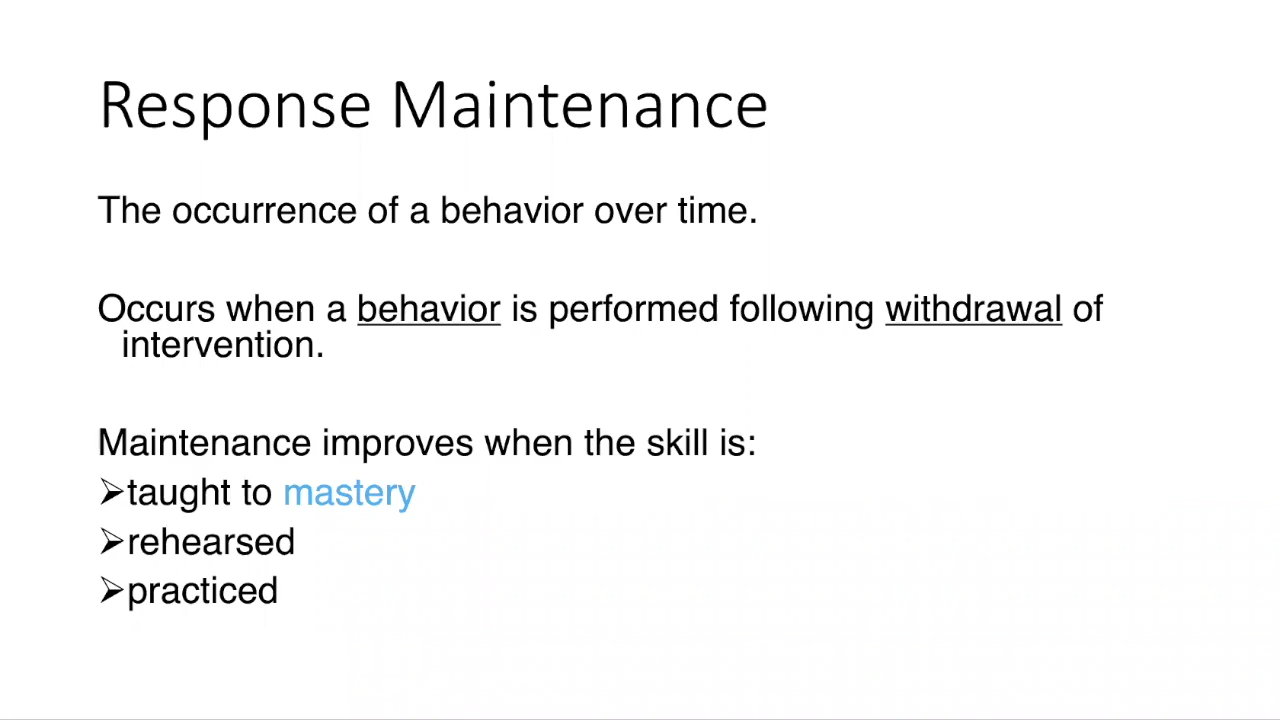 Response Maintenance
The occurrence of a behavior over time.
Occurs when a behavior is performed following withdrawal of
intervention.
Maintenance improves when the skill is:
➢taught to mastery
➢rehearsed
➢practiced